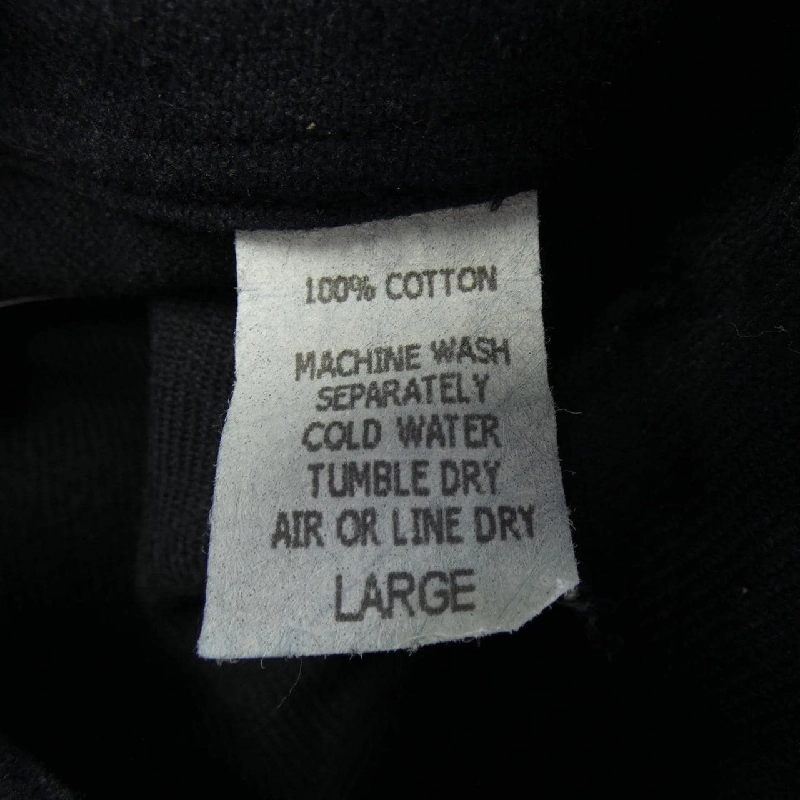 100% COTTON
MACHINE WASH
SEPARATELY
COLD WATER
TUMBLE DRY
AIR OR LINE DRY
LARGE